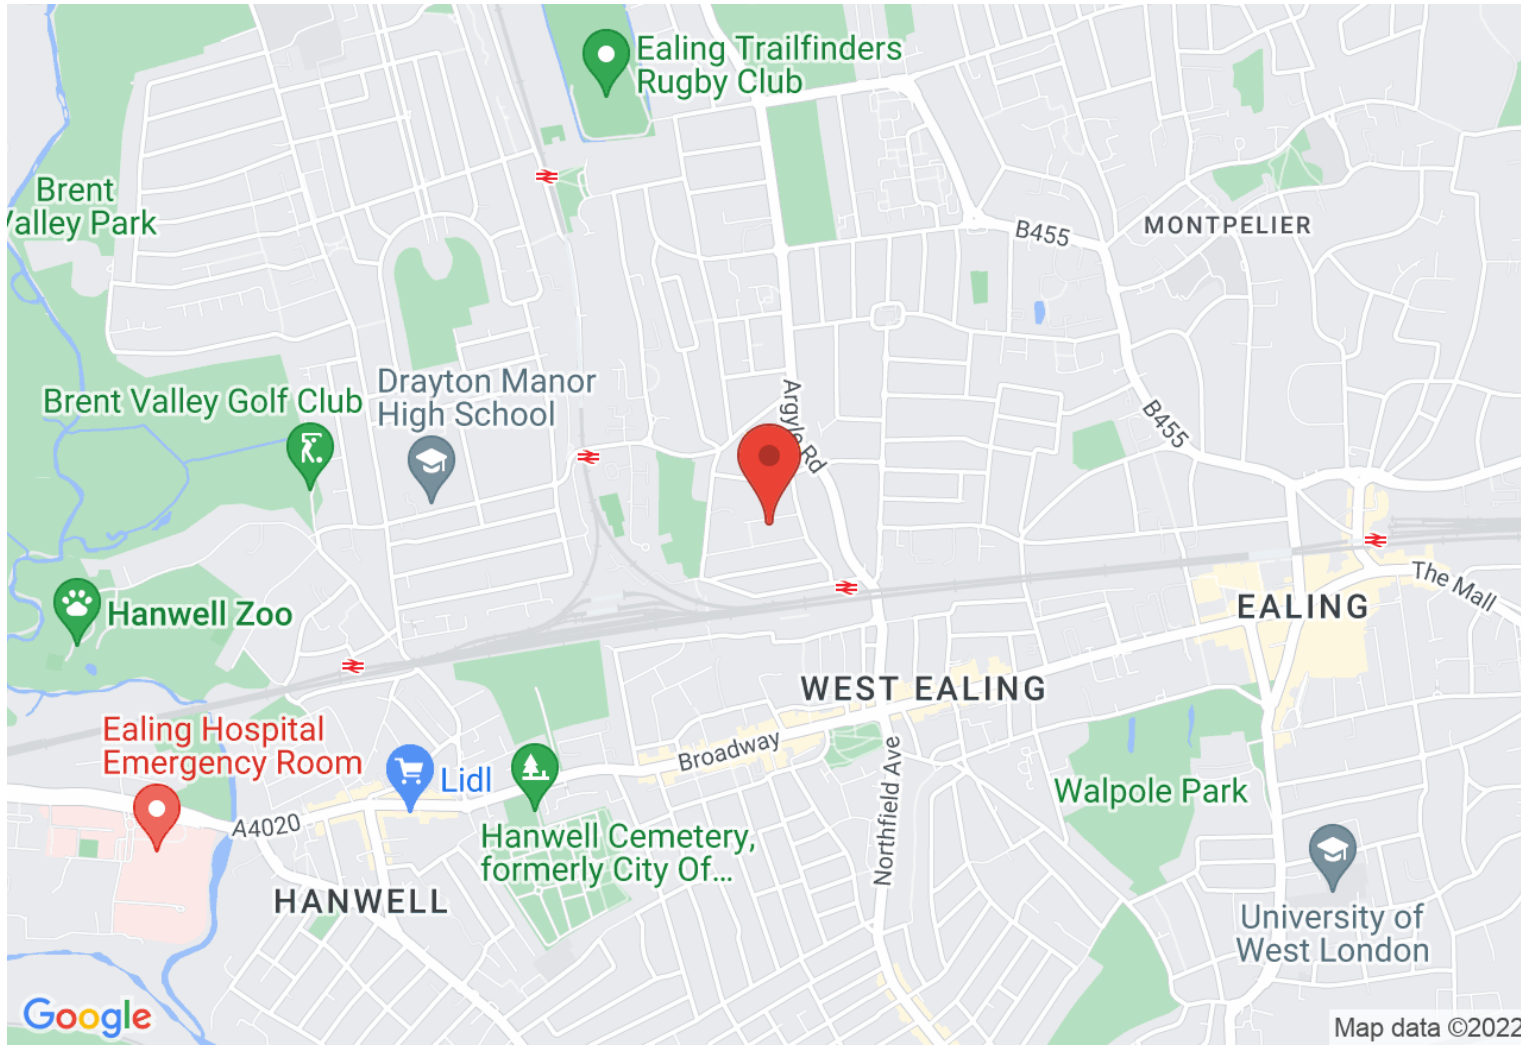 Ealing Trailfinders
Rugby Club
Brent
Valley Park
B455
MONTPELIER
Drayton Manor
High School
Brent Valley Golf Club
Argyle Rd
B455
Hanwell Zoo
The Mall
EALING
WEST EALING
Ealing Hospital
Emergency Room
Broadway
Lidl
Northfield Ave
Walpole Park
A4020
Hanwell Cemetery,
formerly City Of...
HANWELL
University of
West London
Google
Map data ©2022